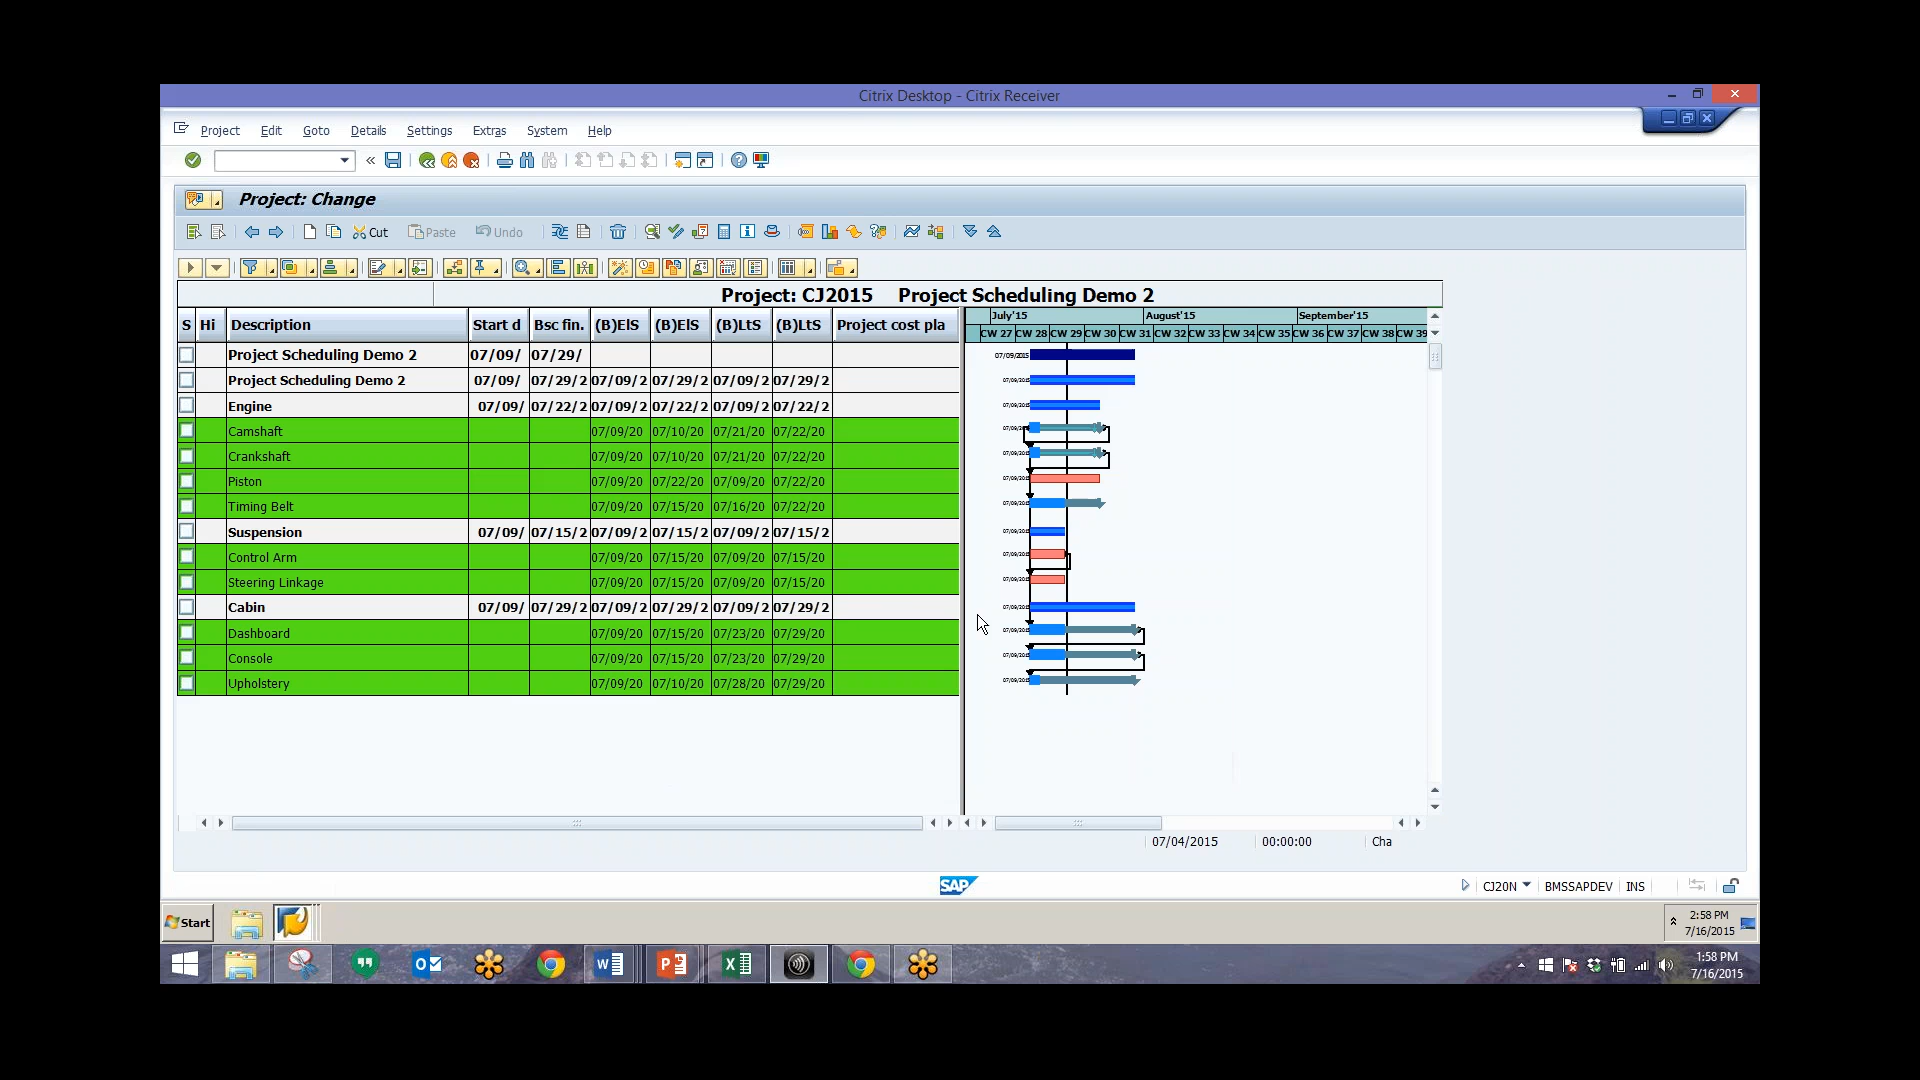 Citrix Desktop - Citrix Receiver
Project Edit Goto Details Settings Extras System Help
Project: Change
Cut Paste Undo
Project: CJ2015 Project Scheduling Demo 2
S Hi Description Start d Bsc fin. (B)ElS (B)ElS (B)LtS (B)LtS Project cost pla
July'15 August'15 September'15
CW 27 CW 28 CW 29 CW 30 CW 31 CW 32 CW 33 CW 34 CW 35 CW 36 CW 37 CW 38 CW 39
Project Scheduling Demo 2 07/09/ 07/29/ 07/09/2015
Project Scheduling Demo 2 07/09/ 07/29/2 07/09/2 07/29/2 07/09/2 07/29/2
Engine 07/09/ 07/22/2 07/09/2 07/22/2 07/09/2 07/22/2
Camshaft 07/09/20 07/10/20 07/21/20 07/22/20
Crankshaft 07/09/20 07/10/20 07/21/20 07/22/20
Piston 07/09/20 07/22/20 07/09/20 07/22/20
Timing Belt 07/09/20 07/15/20 07/16/20 07/22/20
Suspension 07/09/ 07/15/2 07/09/2 07/15/2 07/09/2 07/15/2
Control Arm 07/09/20 07/15/20 07/09/20 07/15/20
Steering Linkage 07/09/20 07/15/20 07/09/20 07/15/20
Cabin 07/09/ 07/29/2 07/09/2 07/29/2 07/09/2 07/29/2
Dashboard 07/09/20 07/15/20 07/23/20 07/29/20
Console 07/09/20 07/15/20 07/23/20 07/29/20
Upholstery 07/09/20 07/10/20 07/28/20 07/29/20
07/04/2015 00:00:00 Cha
SAP
CJ20N BMSSAPDEV INS
Start
2:58 PM
7/16/2015
1:58 PM
7/16/2015